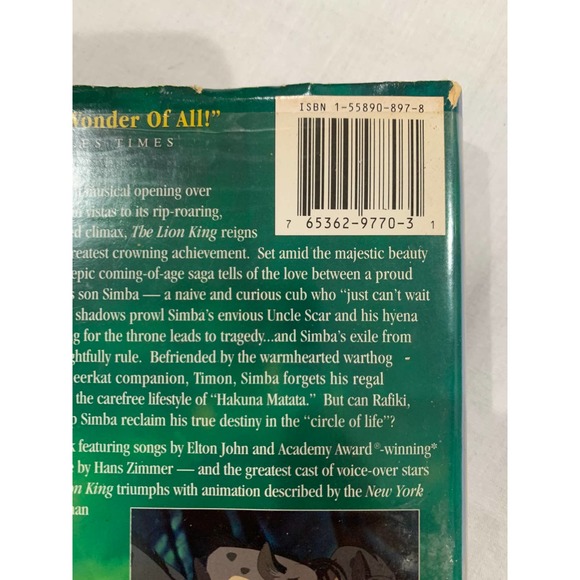 ISBN 1-55890-897-8
Wonder Of All!”
ES TIMES
7 65362-9770-3 1
musical opening over
vistas to its rip-roaring,
climax, The Lion King reigns
greatest crowning achievement. Set amid the majestic beauty
epic coming-of-age saga tells of the love between a proud
s son Simba — a naive and curious cub who “just can’t wait
shadows prowl Simba’s envious Uncle Scar and his hyena
g for the throne leads to tragedy...and Simba’s exile from
ghtfully rule. Befriended by the warmhearted warthog -
eerkat companion, Timon, Simba forgets his regal
the carefree lifestyle of “Hakuna Matata.” But can Rafiki,
p Simba reclaim his true destiny in the “circle of life”?
k featuring songs by Elton John and Academy Award®-winning*
e by Hans Zimmer — and the greatest cast of voice-over stars
on King triumphs with animation described by the New York
man